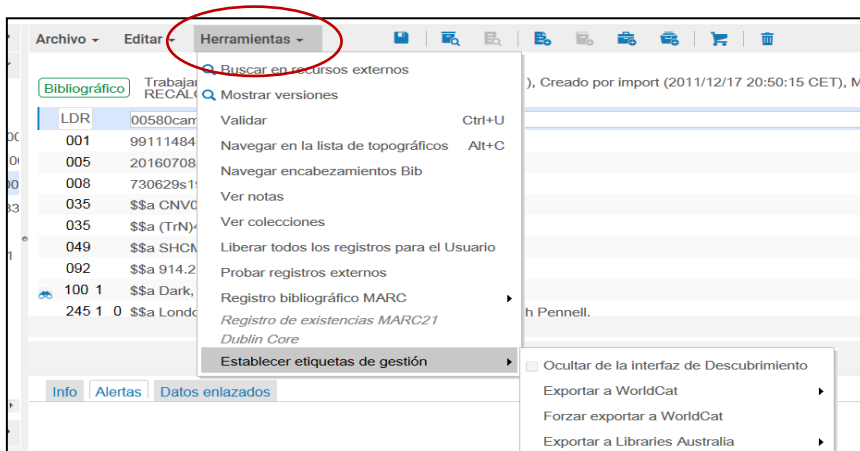 Archivo Editar Herramientas
Buscar en recursos externos
Bibliográfico Trabaja ), Creado por import (2011/12/17 20:50:15 CET), M
RECALC Mostrar versiones
LDR 00580cam Validar Ctrl+U
001 99111484 Navegar en la lista de topográficos Alt+C
005 20160708 Navegar encabezamientos Bib
008 730629s1 Ver notas
035 $$a CNV0 Ver colecciones
035 $$a (TrN)4
049 $$a SHCM Liberar todos los registros para el Usuario
092 $$a 914.2 Probar registros externos
100 1 $$a Dark, Registro bibliográfico MARC
245 1 0 $$a Londo Registro de existencias MARC21 h Pennell.
Dublin Core
Establecer etiquetas de gestión
Ocultar de la interfaz de Descubrimiento
Info Alertas Datos enlazados Exportar a WorldCat
Forzar exportar a WorldCat
Exportar a Libraries Australia